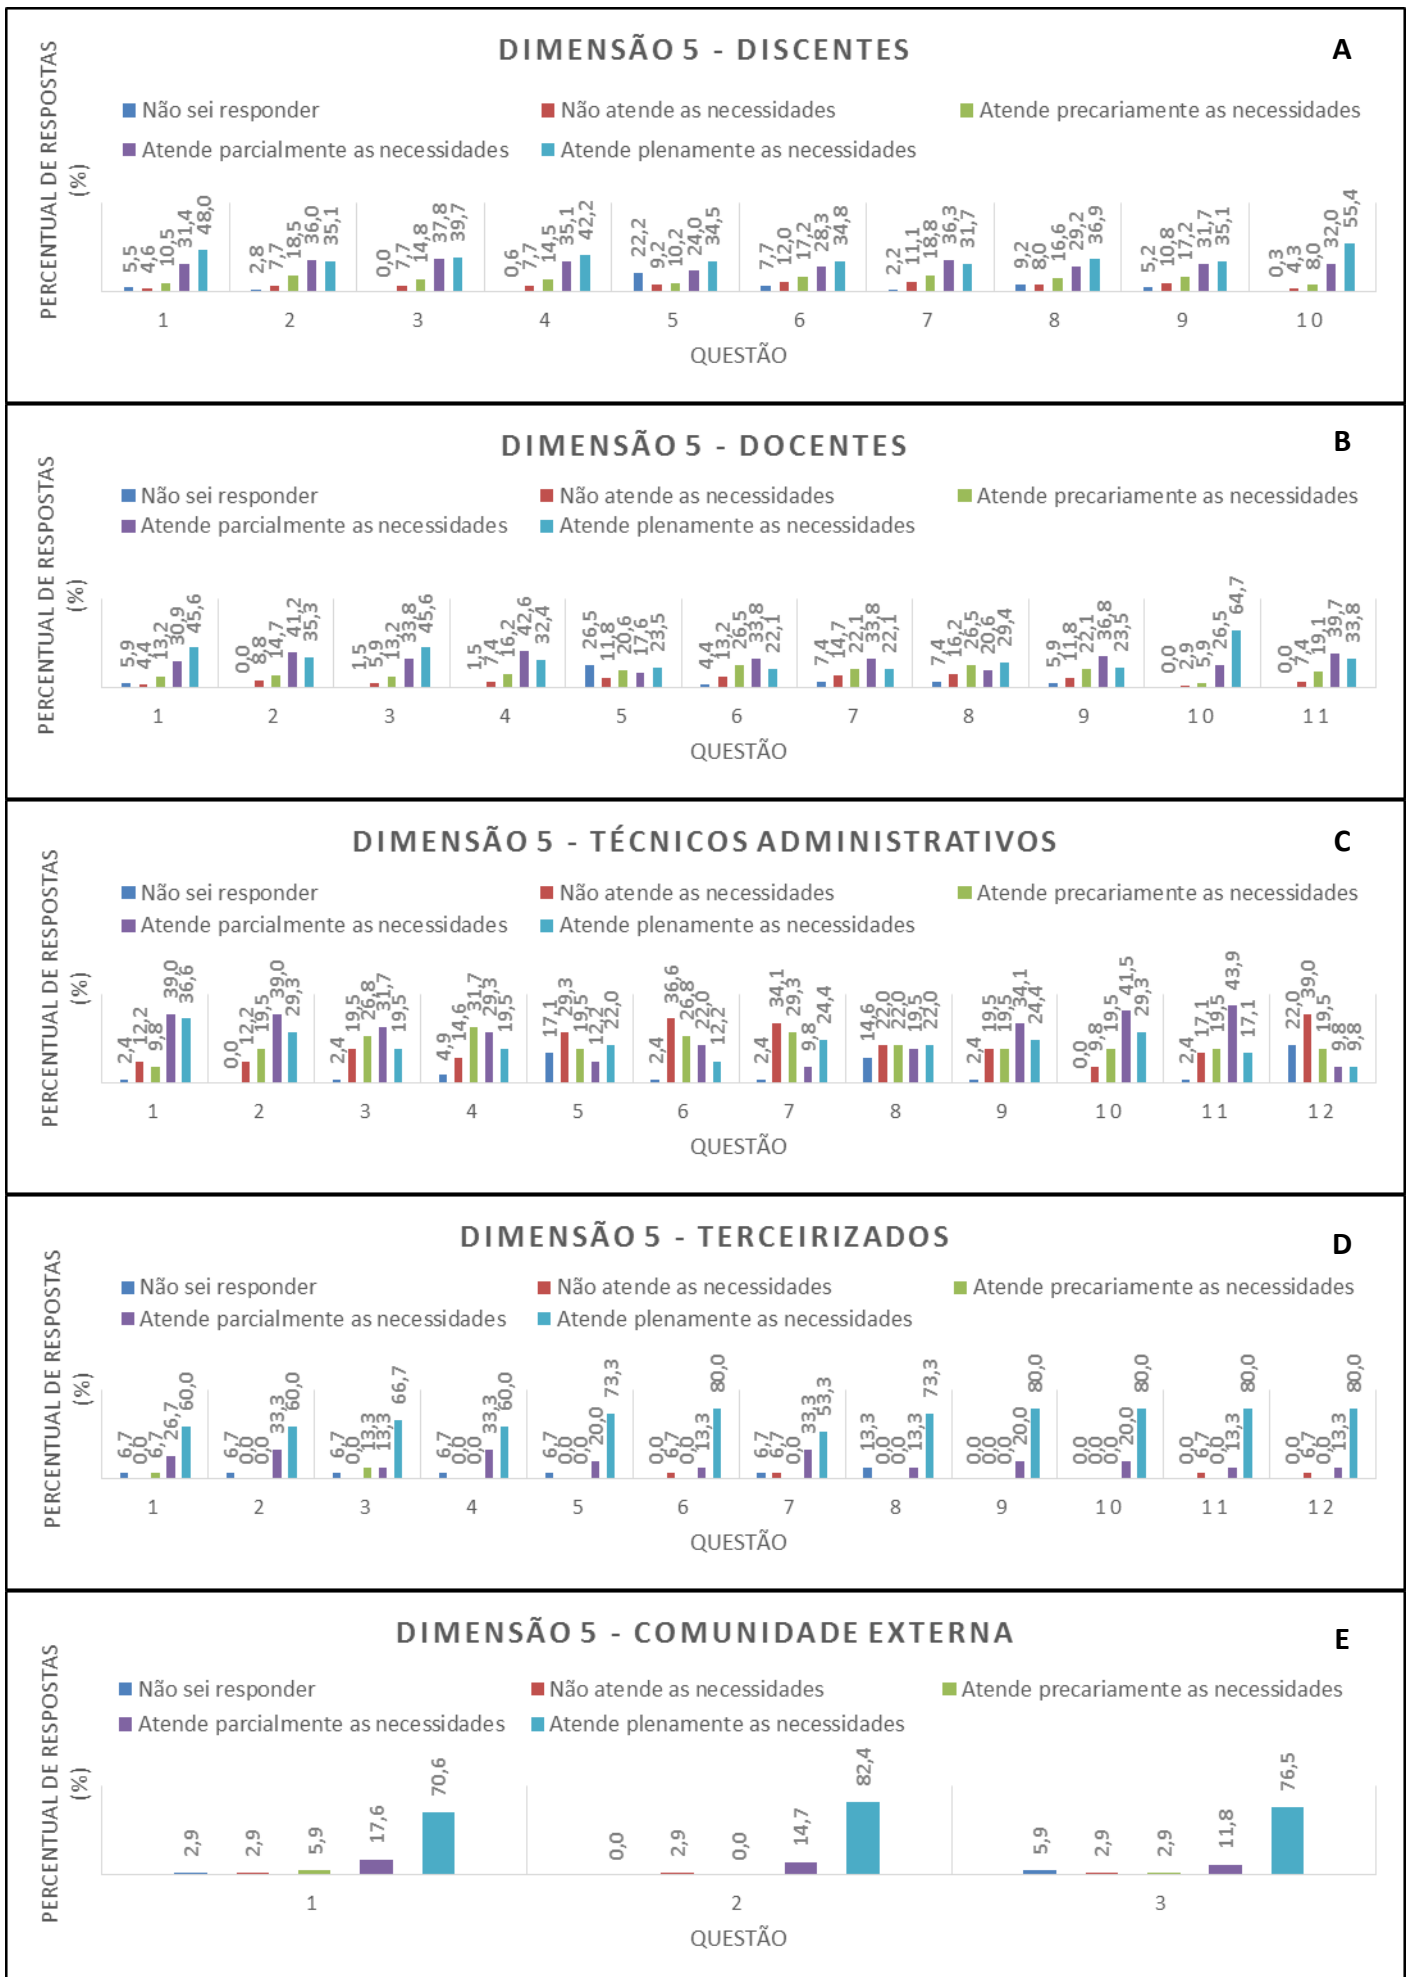 DIMENSÃO 5 - DISCENTES
A
PERCENTUAL DE RESPOSTAS
(%)
Não sei responder
Não atende as necessidades
Atende precariamente as necessidades
Atende parcialmente as necessidades
Atende plenamente as necessidades
5,5 4,6 10,5 31,4 48,0
2,8 7,7 18,5 36,0 35,1
0,0 7,7 14,8 37,8 39,7
0,6 7,7 14,5 35,1 42,2
22,2 9,2 10,2 24,0 34,5
7,7 12,0 17,2 28,3 34,8
2,2 11,1 18,8 36,3 31,7
9,2 8,0 16,6 29,2 36,9
5,2 10,8 17,2 31,7 35,1
0,3 4,3 8,0 32,0 55,4
1 2 3 4 5 6 7 8 9 10
QUESTÃO
DIMENSÃO 5 - DOCENTES
B
PERCENTUAL DE RESPOSTAS
(%)
Não sei responder
Não atende as necessidades
Atende precariamente as necessidades
Atende parcialmente as necessidades
Atende plenamente as necessidades
5,9 4,4 13,2 30,9 45,6
0,0 8,8 14,7 41,2 35,3
1,5 5,9 13,2 33,8 45,6
1,5 7,4 16,2 42,6 32,4
26,5 11,8 20,6 17,6 23,5
4,4 13,2 26,5 33,8 22,1
7,4 14,7 22,1 33,8 22,1
7,4 16,2 26,5 20,6 29,4
5,9 11,8 22,1 36,8 23,5
0,0 2,9 5,9 26,5 64,7
0,0 7,4 19,1 39,7 33,8
1 2 3 4 5 6 7 8 9 10 11
QUESTÃO
DIMENSÃO 5 - TÉCNICOS ADMINISTRATIVOS
C
PERCENTUAL DE RESPOSTAS
(%)
Não sei responder
Não atende as necessidades
Atende precariamente as necessidades
Atende parcialmente as necessidades
Atende plenamente as necessidades
2,4 12,2 9,8 39,0 36,6
0,0 12,2 19,5 39,0 29,3
2,4 19,5 26,8 31,7 19,5
4,9 14,6 31,7 29,3 19,5
17,1 29,3 19,5 12,2 22,0
2,4 36,6 26,8 22,0 12,2
2,4 34,1 29,3 9,8 24,4
14,6 22,0 22,0 19,5 22,0
2,4 19,5 19,5 34,1 24,4
0,0 9,8 19,5 41,5 29,3
2,4 17,1 19,5 43,9 17,1
22,0 39,0 19,5 9,8 9,8
1 2 3 4 5 6 7 8 9 10 11 12
QUESTÃO
DIMENSÃO 5 - TERCEIRIZADOS
D
PERCENTUAL DE RESPOSTAS
(%)
Não sei responder
Não atende as necessidades
Atende precariamente as necessidades
Atende parcialmente as necessidades
Atende plenamente as necessidades
6,7 0,0 6,7 26,7 60,0
6,7 0,0 0,0 33,3 60,0
6,7 0,0 13,3 13,3 66,7
6,7 0,0 0,0 33,3 60,0
6,7 0,0 0,0 20,0 73,3
0,0 6,7 0,0 13,3 80,0
6,7 6,7 0,0 33,3 53,3
13,3 0,0 0,0 13,3 73,3
0,0 0,0 0,0 20,0 80,0
0,0 0,0 0,0 20,0 80,0
0,0 6,7 0,0 13,3 80,0
0,0 6,7 0,0 13,3 80,0
1 2 3 4 5 6 7 8 9 10 11 12
QUESTÃO
DIMENSÃO 5 - COMUNIDADE EXTERNA
E
PERCENTUAL DE RESPOSTAS
(%)
Não sei responder
Não atende as necessidades
Atende precariamente as necessidades
Atende parcialmente as necessidades
Atende plenamente as necessidades
2,9 2,9 5,9 17,6 70,6
0,0 2,9 0,0 14,7 82,4
5,9 2,9 2,9 11,8 76,5
1 2 3
QUESTÃO